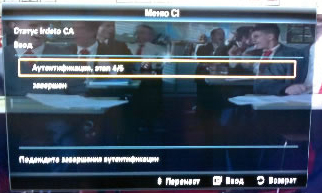 Меню CI
Статус Irdeto CA
Ввод
Аутентификация, этап 4/5
завершен
Подождите завершения аутентификации
Перемест Ввод Возврат